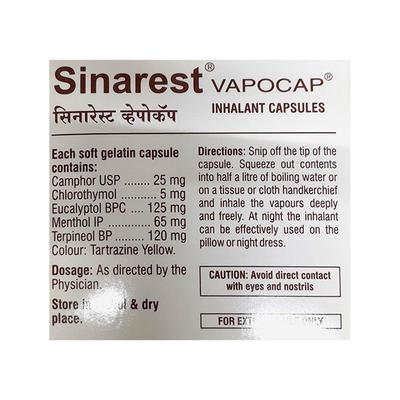 Sinarest® VAPOCAP®
सिनारेस्ट व्हेपोकॅप INHALANT CAPSULES
Each soft gelatin capsule
contains:
Camphor USP ........ 25 mg
Chlorothymol .......... 5 mg
Eucalyptol BPC .... 125 mg
Menthol IP .............. 65 mg
Terpineol BP ......... 120 mg
Colour: Tartrazine Yellow.
Dosage: As directed by the
Physician.
Store in & dry
place.
Directions: Snip off the tip of the
capsule. Squeeze out contents
into half a litre of boiling water or
on a tissue or cloth handkerchief
and inhale the vapours deeply
and freely. At night the inhalant
can be effectively used on the
pillow or night dress.
CAUTION: Avoid direct contact
with eyes and nostrils
FOR ONLY